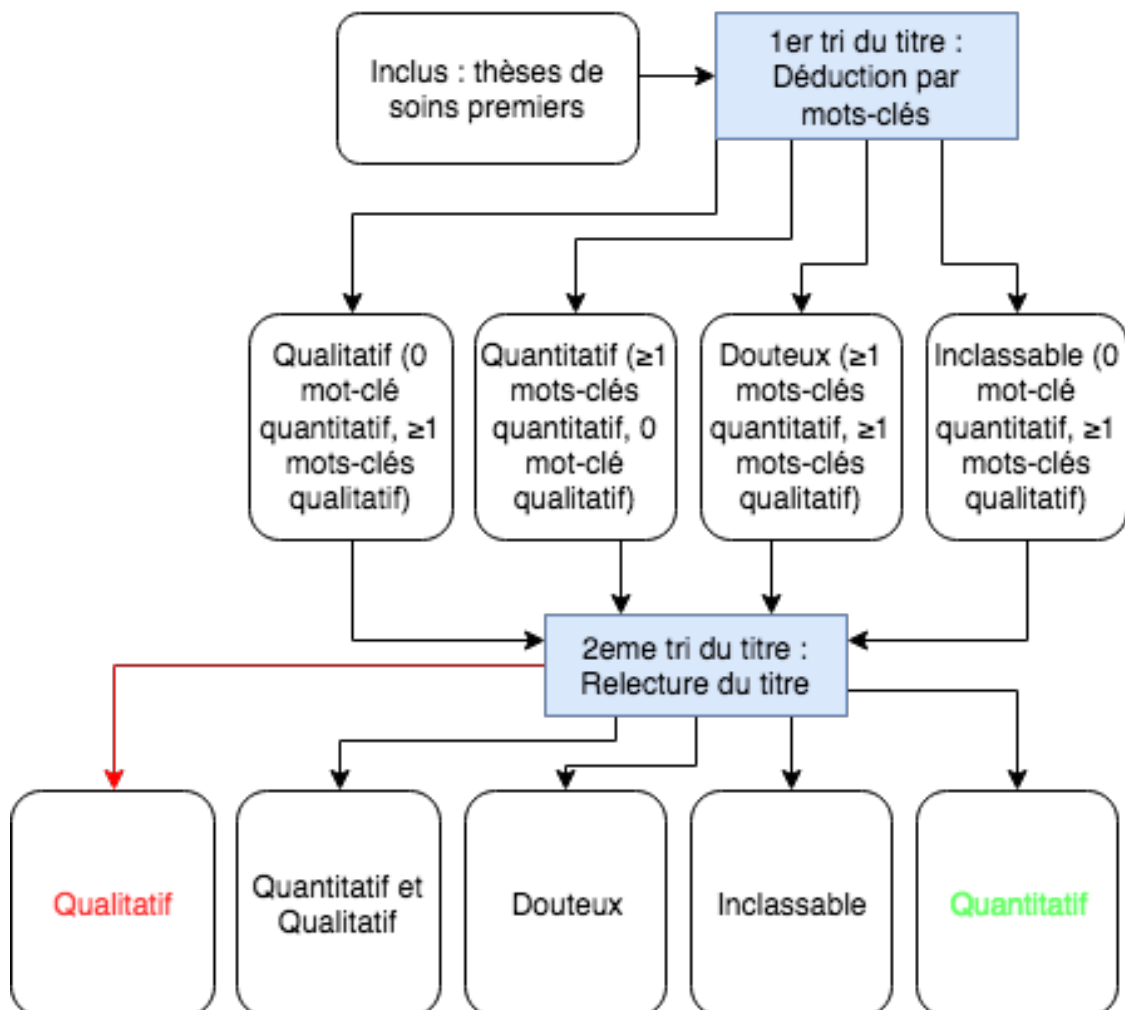 Inclus : thèses de
soins premiers
1er tri du titre :
Déduction par
mots-clés
Qualitatif (0
mot-clé
quantitatif, ≥1
mots-clés
qualitatif)
Quantitatif (≥1
mots-clés
quantitatif, 0
mot-clé
qualitatif)
Douteux (≥1
mots-clés
quantitatif, ≥1
mots-clés
qualitatif)
Inclassable (0
mot-clé
quantitatif, ≥1
mots-clés
qualitatif)
2eme tri du titre :
Relecture du titre
Qualitatif
Quantitatif et
Qualitatif
Douteux
Inclassable
Quantitatif